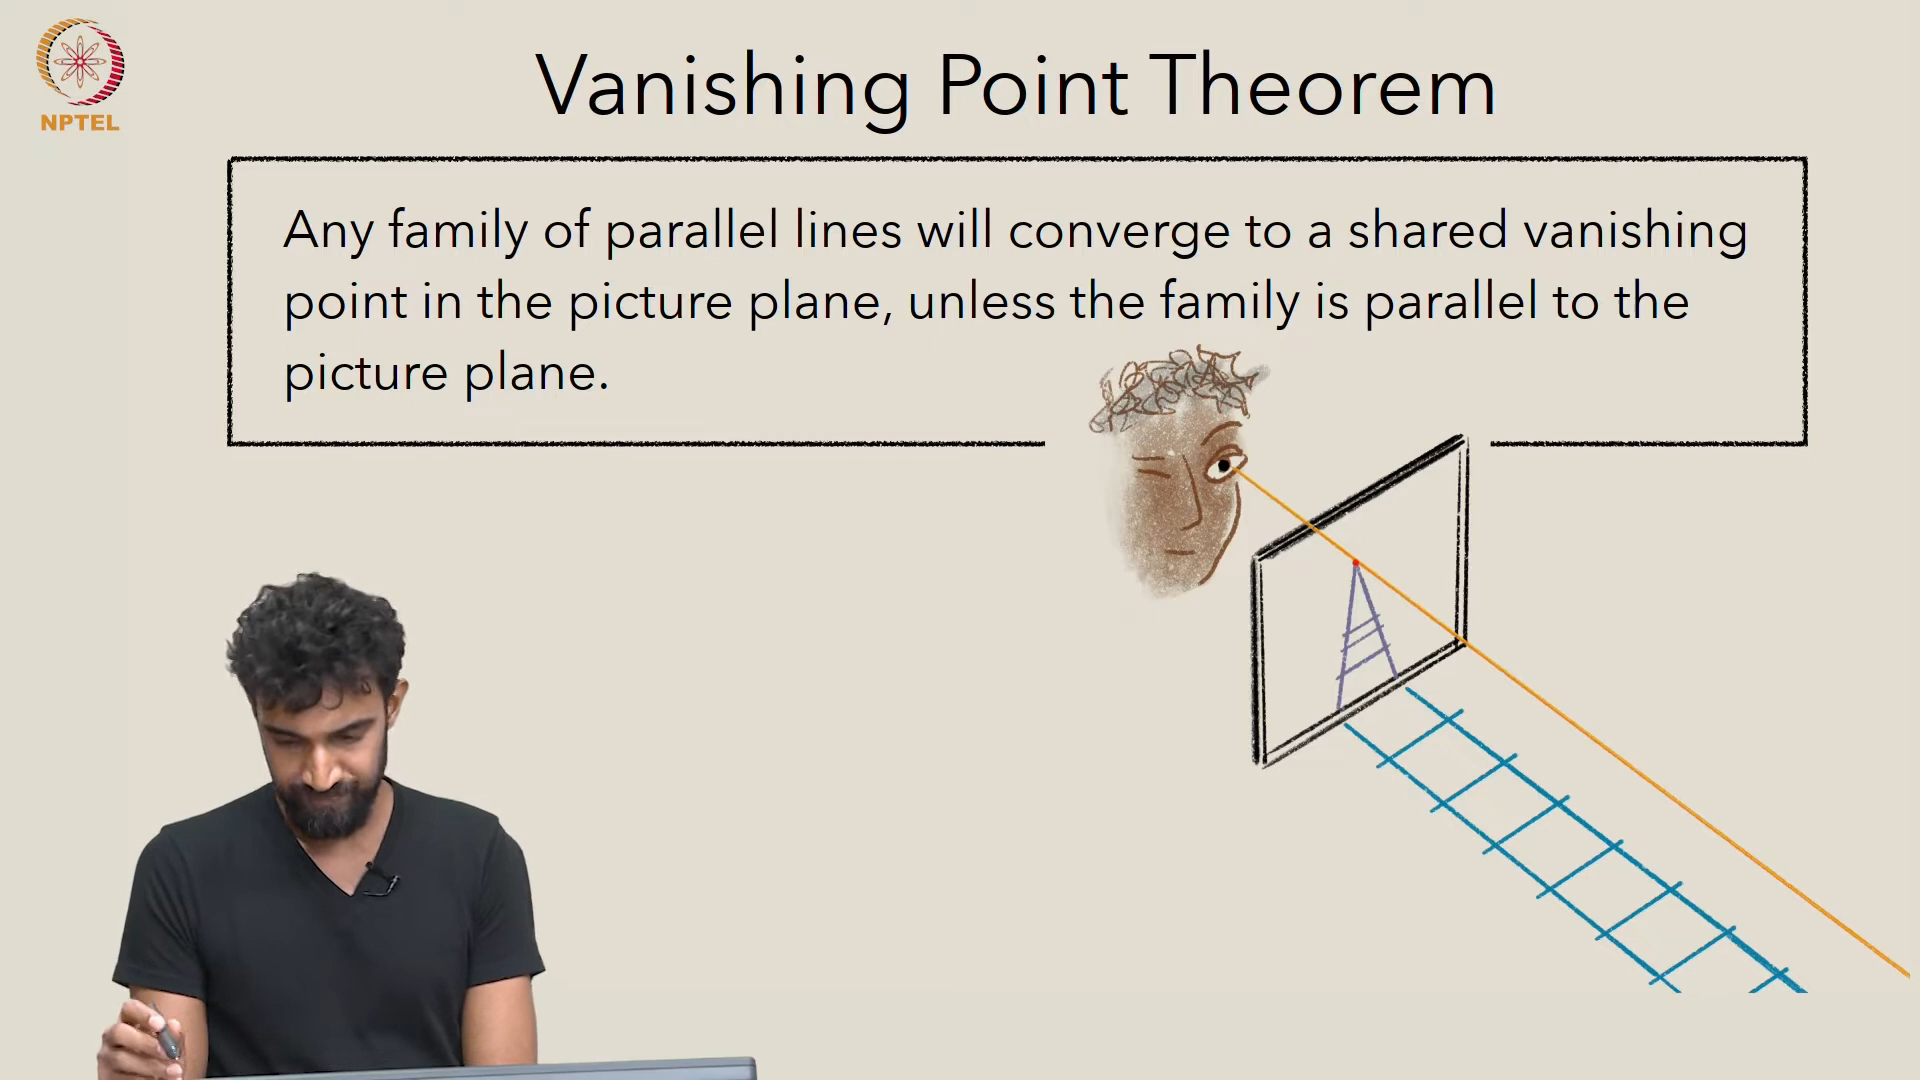 NPTEL
Vanishing Point Theorem
Any family of parallel lines will converge to a shared vanishing
point in the picture plane, unless the family is parallel to the
picture plane.